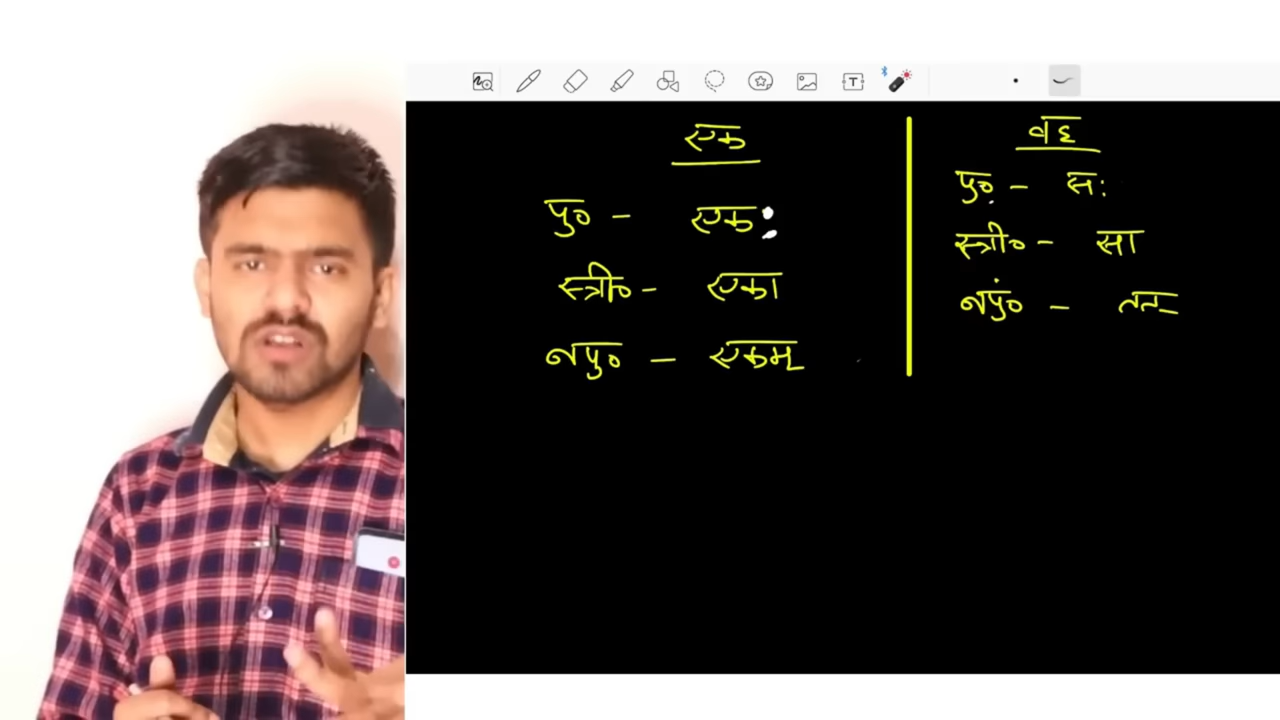 एक
पु० - एक:
स्त्री० - एका
नपु० - एकम्
वह
पु० - स:
स्त्री० - सा
नपुं० - तत्